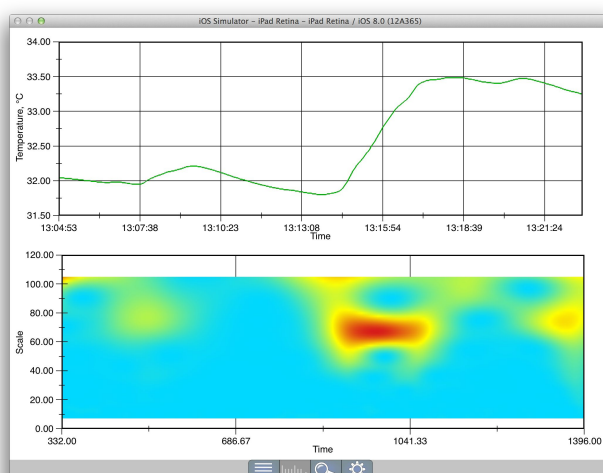 iOS Simulator – iPad Retina – iPad Retina / iOS 8.0 (12A365)
34.00
33.50
33.00
32.50
32.00
31.50
Temperature, °C
13:04:53 13:07:38 13:10:23 13:13:08 13:15:54 13:18:39 13:21:24
Time
120.00
100.00
80.00
60.00
40.00
20.00
0.00
Scale
332.00 686.67 1041.33 1396.00
Time